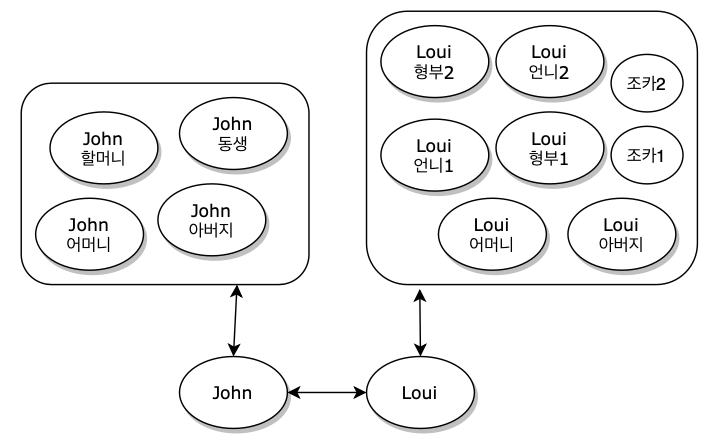 John
할머니
John
동생
John
어머니
John
아버지
Loui
형부2
Loui
언니2
조카2
Loui
언니1
Loui
형부1
조카1
Loui
어머니
Loui
아버지
John
Loui